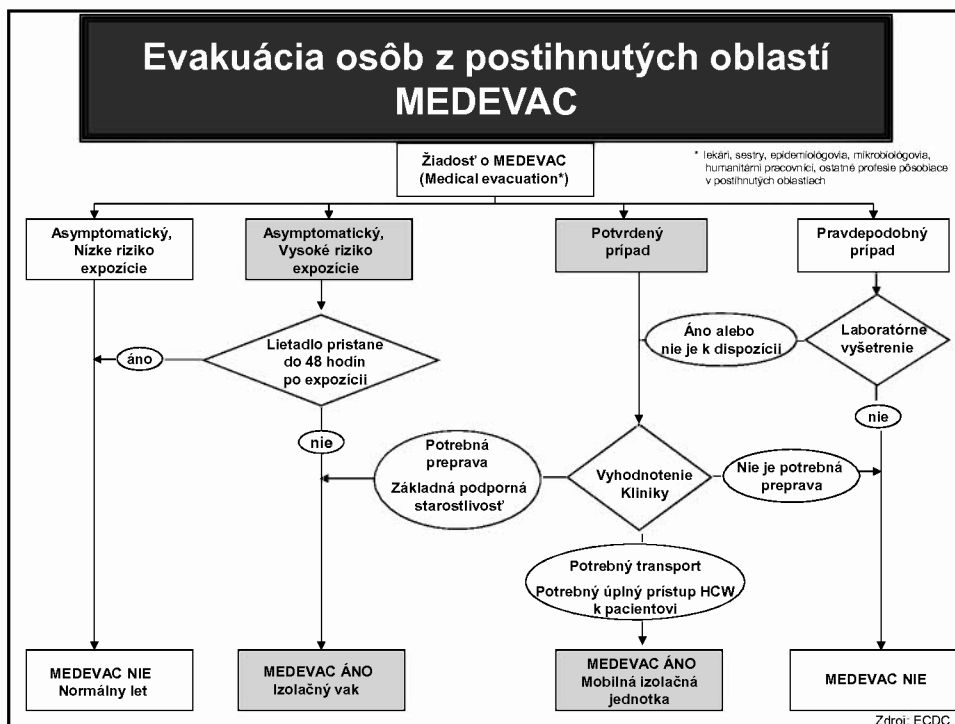 Evakuácia osôb z postihnutých oblastí
MEDEVAC
Žiadosť o MEDEVAC
(Medical evacuation*)
* lekári, sestry, epidemiológovia, mikrobiológovia,
humanitárni pracovníci, ostatné profesie pôsobiace
v postihnutých oblastiach
Asymptomatický,
Nízke riziko
expozície
Asymptomatický,
Vysoké riziko
expozície
Potvrdený
prípad
Pravdepodobný
prípad
áno
Lietadlo pristane
do 48 hodín
po expozícii
Áno alebo
nie je k dispozícii
Laboratórne
vyšetrenie
nie
nie
Potrebná
preprava
Základná podporná
starostlivosť
Vyhodnotenie
Kliniky
Nie je potrebná
preprava
Potrebný transport
Potrebný úplný prístup HCW
k pacientovi
MEDEVAC NIE
Normálny let
MEDEVAC ÁNO
Izolačný vak
MEDEVAC ÁNO
Mobilná izolačná
jednotka
MEDEVAC NIE
Zdroj: ECDC